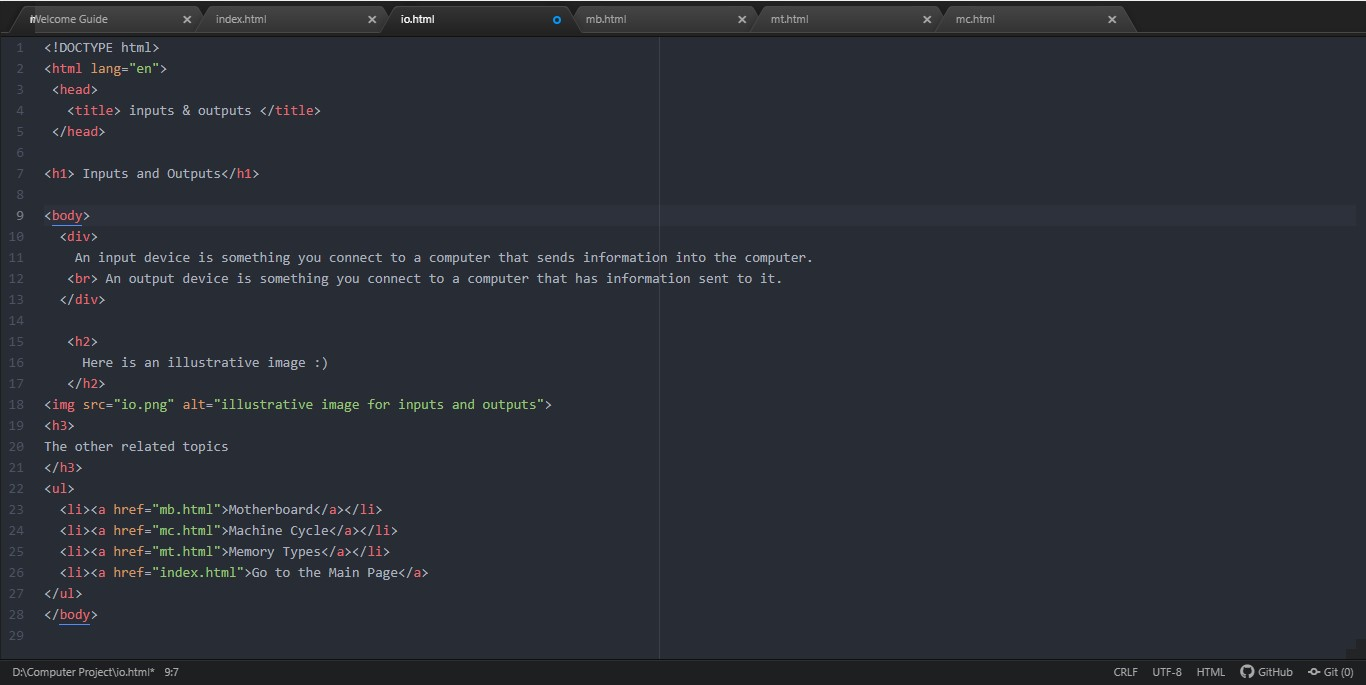 Welcome Guide index.html io.html mb.html mt.html mc.html
1 <!DOCTYPE html>
2 <html lang="en">
3 <head>
4 <title> inputs & outputs </title>
5 </head>
6
7 <h1> Inputs and Outputs</h1>
8
9 <body>
10 <div>
11 An input device is something you connect to a computer that sends information into the computer.
12 <br> An output device is something you connect to a computer that has information sent to it.
13 </div>
14
15 <h2>
16 Here is an illustrative image :)
17 </h2>
18 <img src="io.png" alt="illustrative image for inputs and outputs">
19 <h3>
20 The other related topics
21 </h3>
22 <ul>
23 <li><a href="mb.html">Motherboard</a></li>
24 <li><a href="mc.html">Machine Cycle</a></li>
25 <li><a href="mt.html">Memory Types</a></li>
26 <li><a href="index.html">Go to the Main Page</a>
27 </ul>
28 </body>
29
D:\Computer Project\io.html* 9:7 CRLF UTF-8 HTML GitHub Git (0)